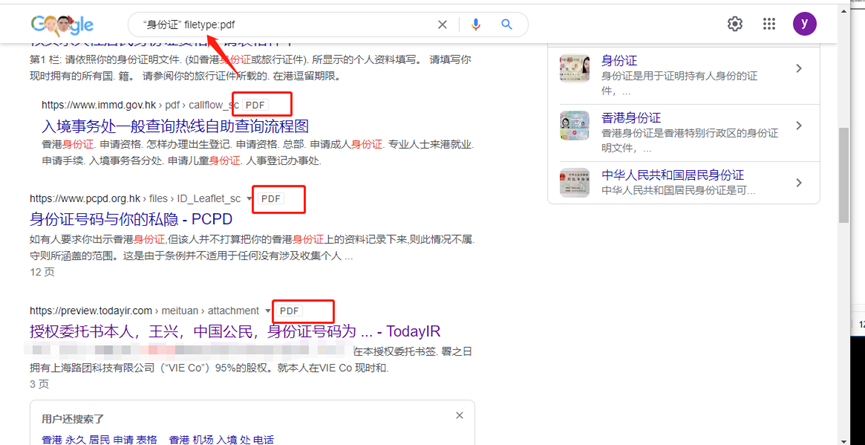 Google
"身份证" filetype:pdf
y
第1 栏: 请依照你的身份证明文件. (如香港身份证或旅行证件). 所显示的个人资料填写。 请填写你
现时拥有的所有国. 籍。 请参阅你的旅行证件所载的. 在港逗留期限。
https://www.immd.gov.hk › pdf › callflow_sc PDF
入境事务处一般查询热线自助查询流程图
香港身份证. 申请资格. 怎样办理出生登记. 申请资格. 总部. 申请成人身份证. 专业人士来港就业.
申请手续. 入境事务各分处. 申请儿童身份证. 人事登记办事处.
https://www.pcpd.org.hk › files › ID_Leaflet_sc PDF
身份证号码与你的私隐 - PCPD
如有人要求你出示香港身份证,但该人并不打算把你的香港身份证上的资料记录下来,则此情况不属.
守则所涵盖的范围。这是由于条例并不适用于任何没有涉及收集个人 ...
12 页
https://preview.todayir.com › meituan › attachment PDF
授权委托书本人，王兴，中国公民，身份证号码为 ... - TodayIR
在本授权委托书签. 署之日
拥有上海路团科技有限公司（“VIE Co”）95%的股权。就本人在VIE Co 现时和.
3 页
用户还搜索了
香港 永久 居民 申请 表格
香港 机场 入境 处 电话
身份证
身份证是用于证明持有人身份的证
件，...
香港身份证
香港身份证是香港特别行政区的身份证
明文件，...
中华人民共和国居民身份证
中华人民共和国居民身份证是可...
12